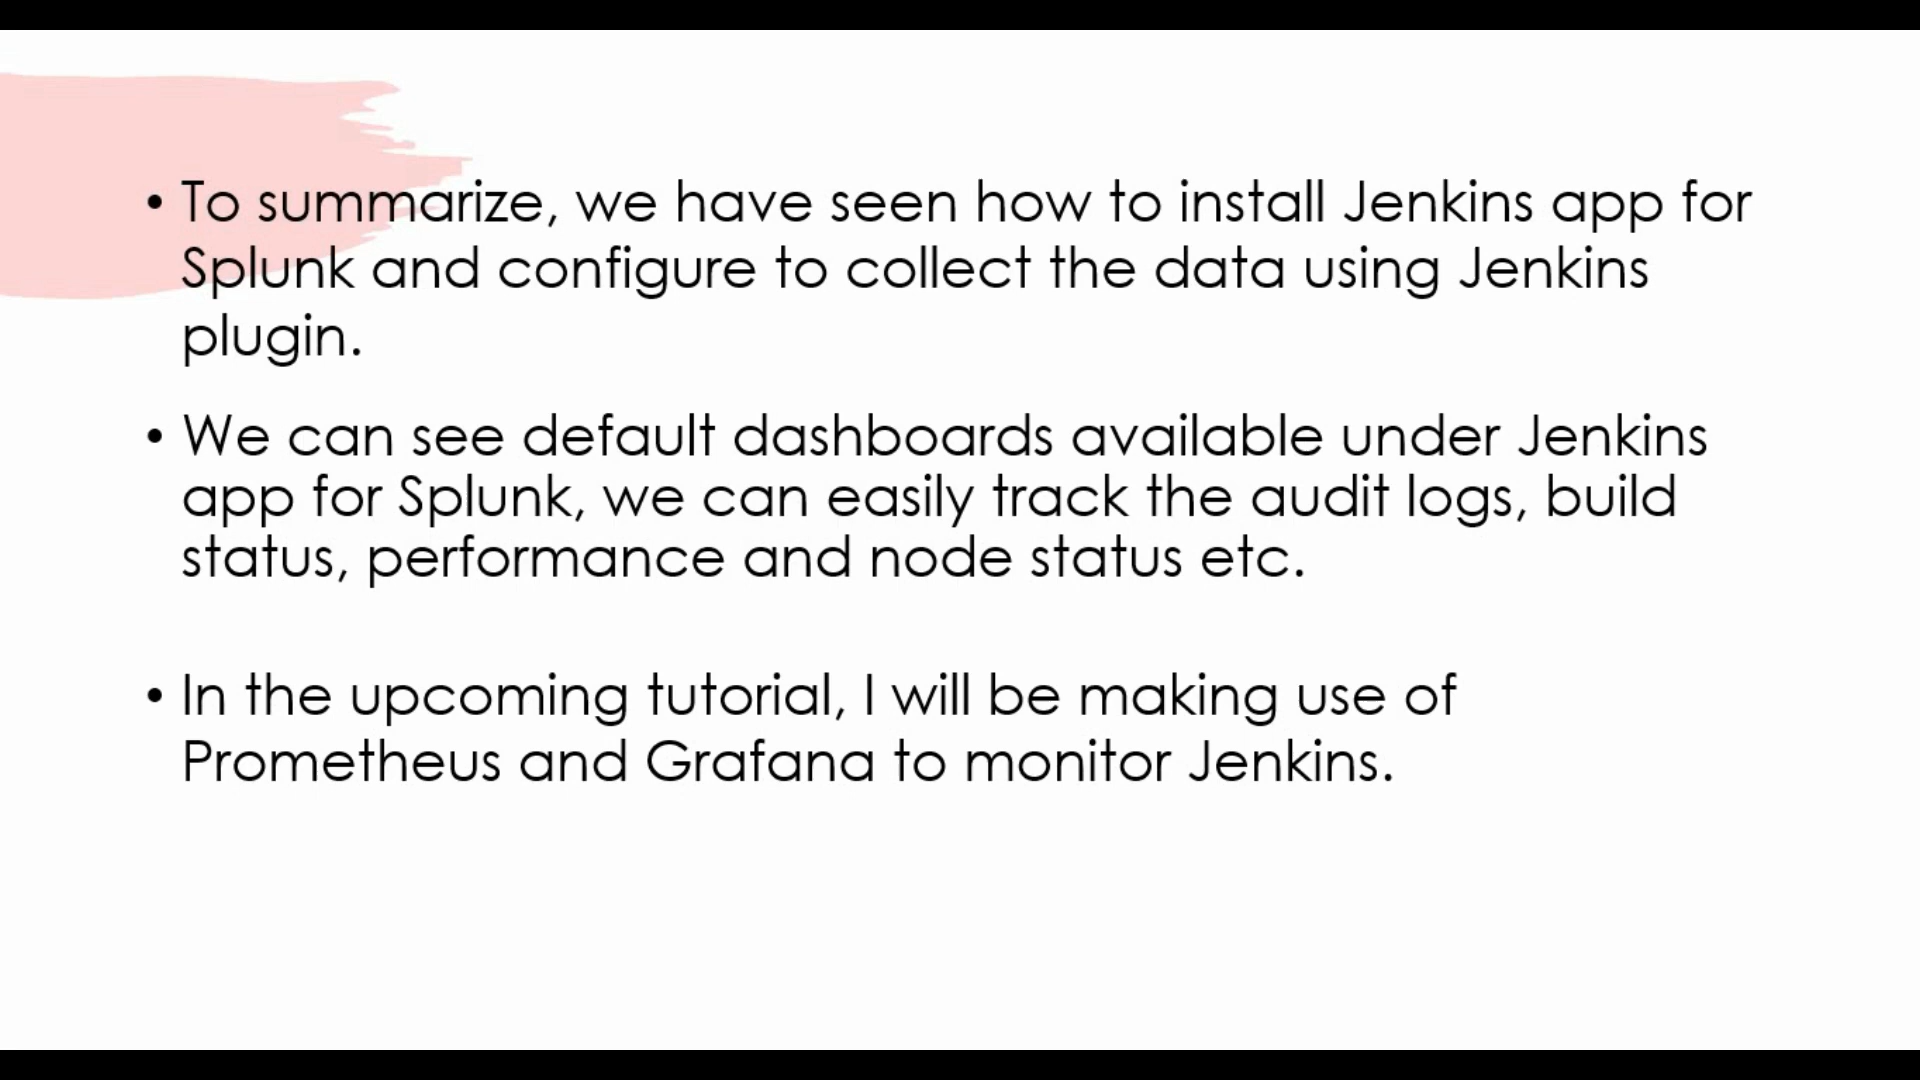 • To summarize, we have seen how to install Jenkins app for
Splunk and configure to collect the data using Jenkins
plugin.
• We can see default dashboards available under Jenkins
app for Splunk, we can easily track the audit logs, build
status, performance and node status etc.
• In the upcoming tutorial, I will be making use of
Prometheus and Grafana to monitor Jenkins.